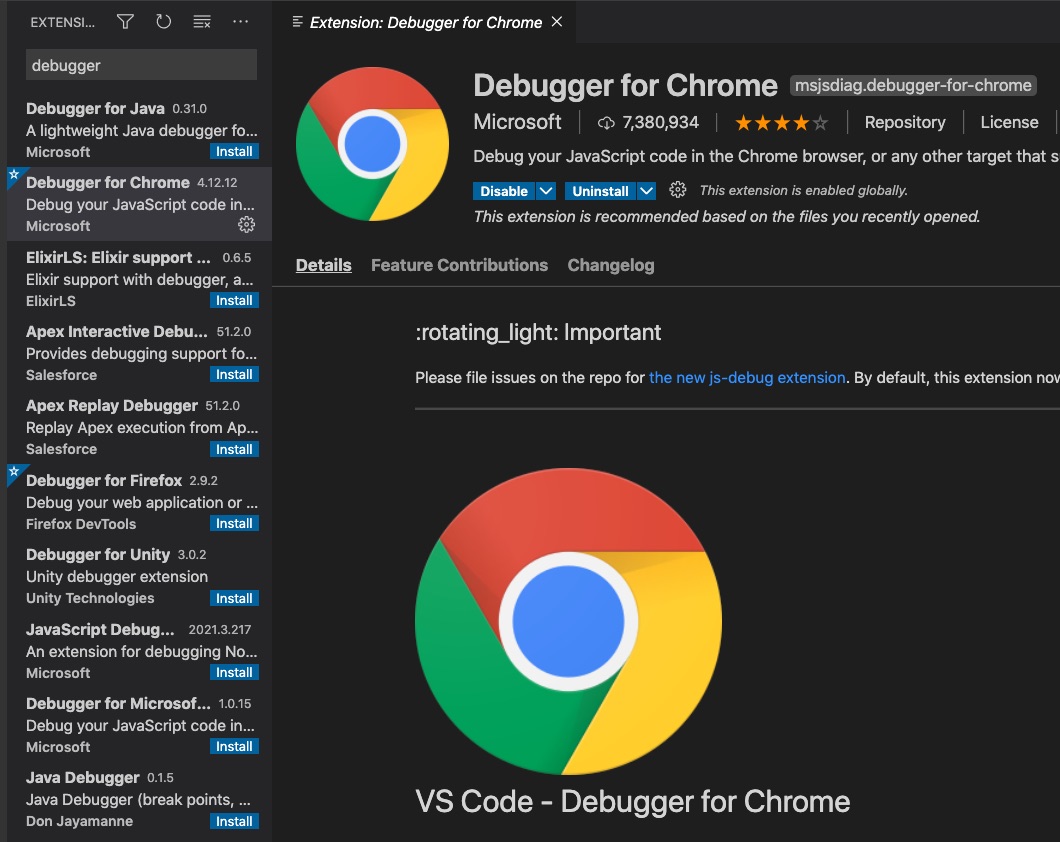 EXTENSI...
debugger
Debugger for Java 0.31.0
A lightweight Java debugger fo...
Microsoft Install
Debugger for Chrome 4.12.12
Debug your JavaScript code in...
Microsoft
ElixirLS: Elixir support ... 0.6.5
Elixir support with debugger, a...
ElixirLS Install
Apex Interactive Debu... 51.2.0
Provides debugging support fo...
Salesforce Install
Apex Replay Debugger 51.2.0
Replay Apex execution from Ap...
Salesforce Install
Debugger for Firefox 2.9.2
Debug your web application or ...
Firefox DevTools Install
Debugger for Unity 3.0.2
Unity debugger extension
Unity Technologies Install
JavaScript Debug... 2021.3.217
An extension for debugging No...
Microsoft Install
Debugger for Microsof... 1.0.15
Debug your JavaScript code in...
Microsoft Install
Java Debugger 0.1.5
Java Debugger (break points, ...
Don Jayamanne Install
Extension: Debugger for Chrome
Debugger for Chrome msjsdiag.debugger-for-chrome
Microsoft 7,380,934 Repository License
Debug your JavaScript code in the Chrome browser, or any other target that s
Disable Uninstall This extension is enabled globally.
This extension is recommended based on the files you recently opened.
Details Feature Contributions Changelog
:rotating_light: Important
Please file issues on the repo for the new js-debug extension. By default, this extension now
VS Code - Debugger for Chrome